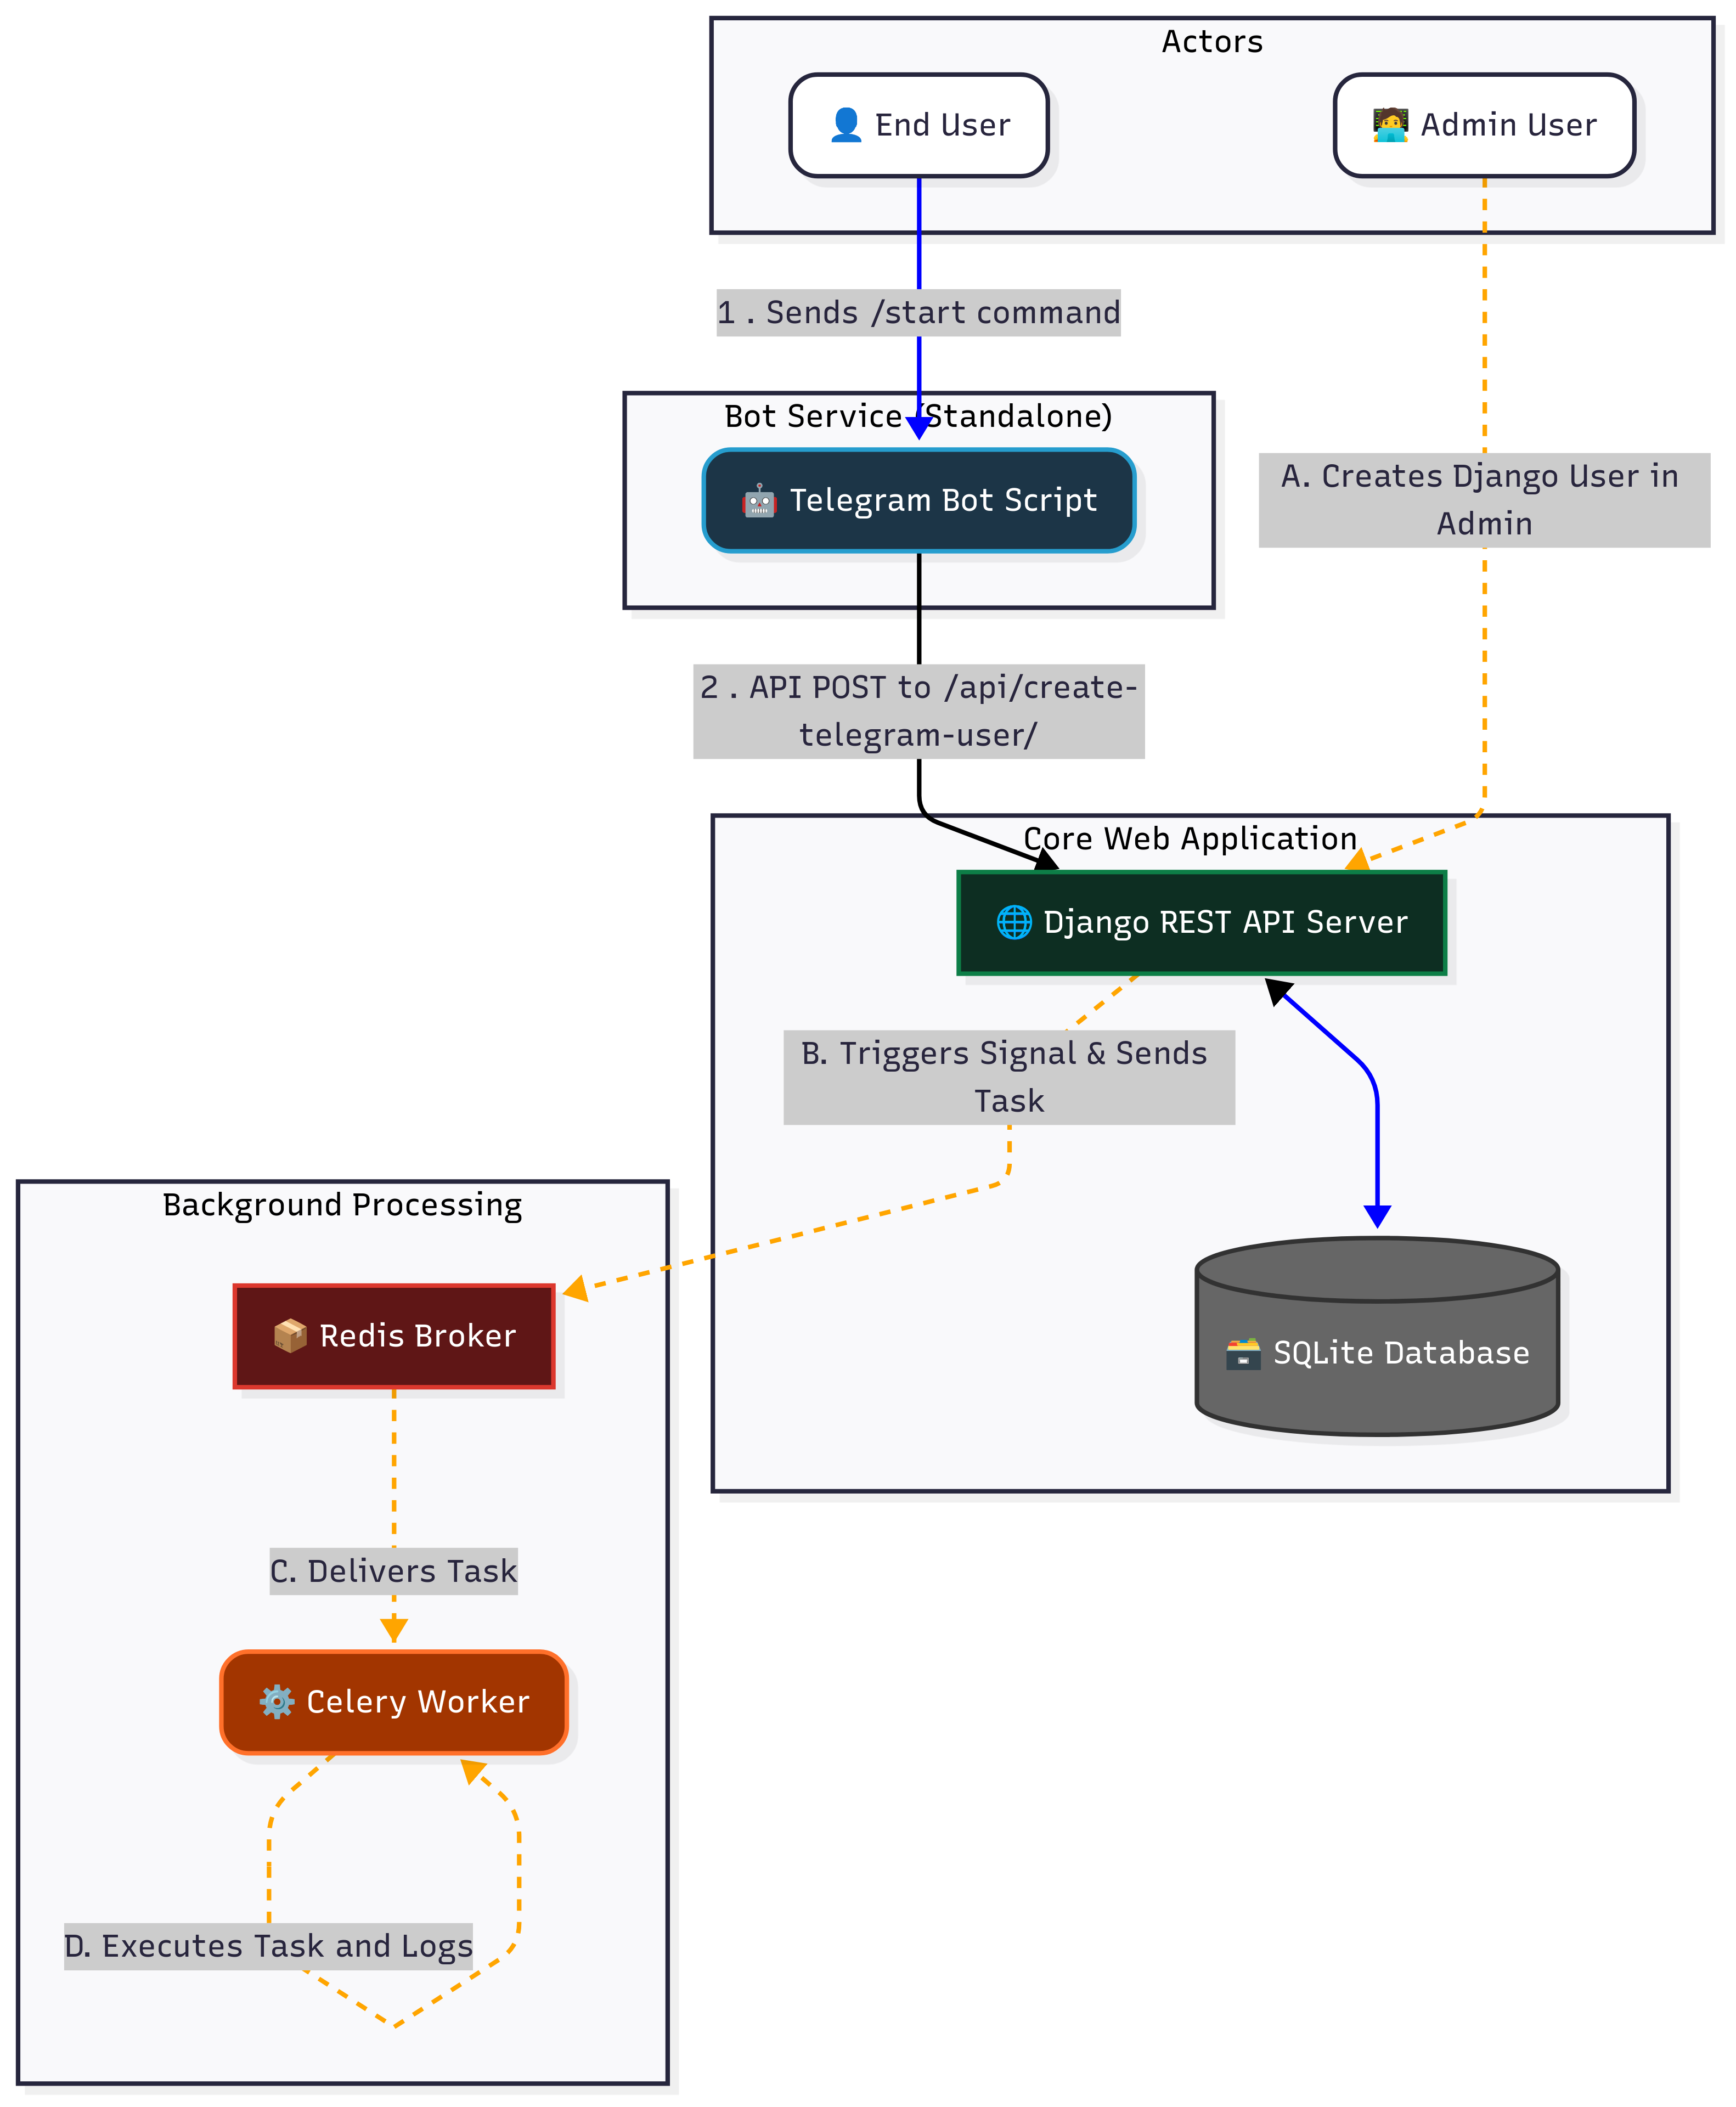 Actors
End User
Admin User
1 . Sends /start command
Bot Service (Standalone)
Telegram Bot Script
A. Creates Django User in
Admin
2 . API POST to /api/create-
telegram-user/
Core Web Application
Django REST API Server
B. Triggers Signal & Sends
Task
Background Processing
Redis Broker
SQLite Database
C. Delivers Task
Celery Worker
D. Executes Task and Logs